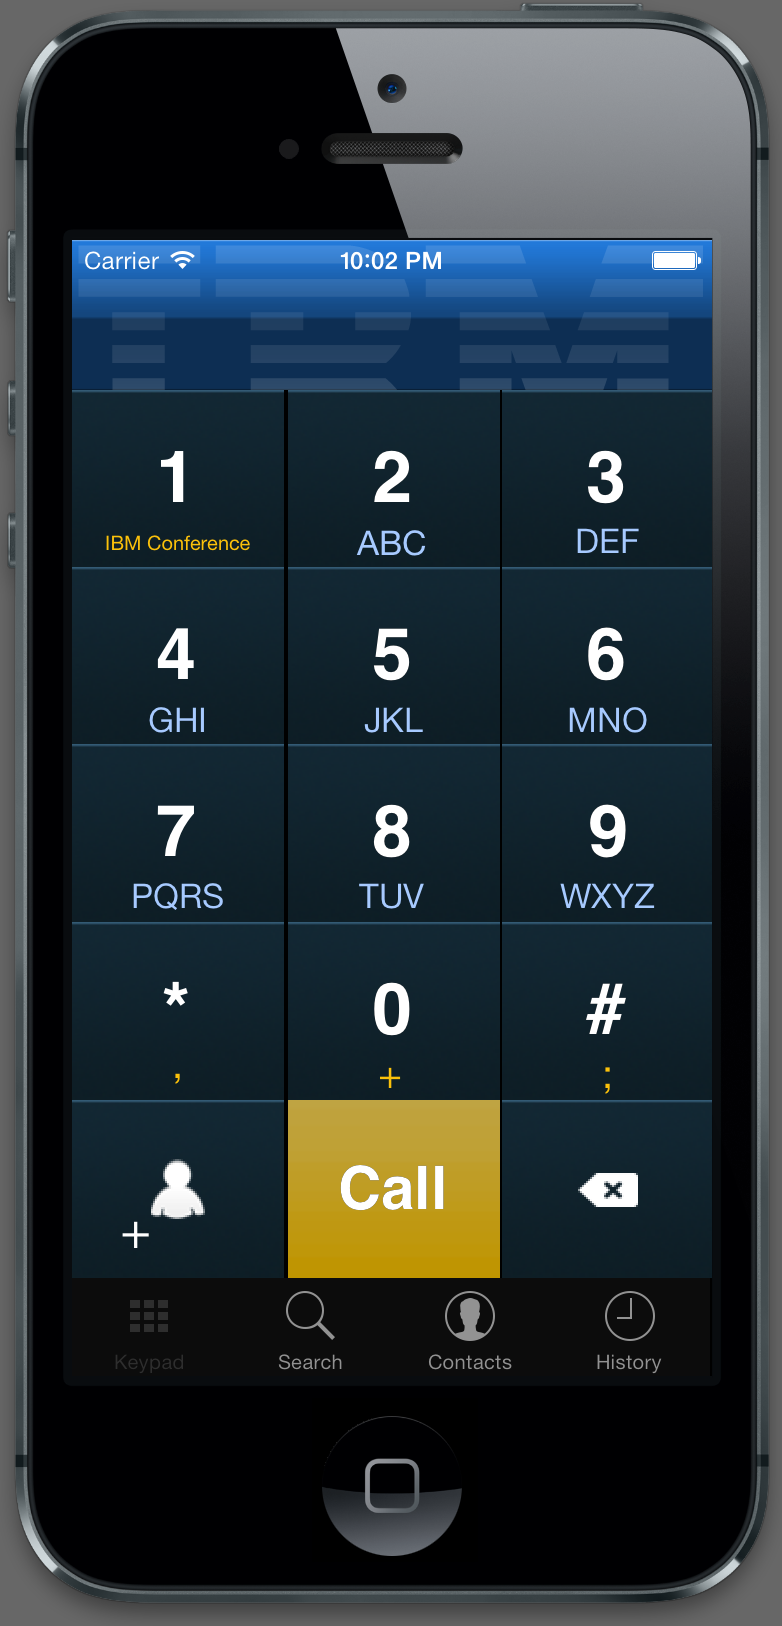 Carrier 10:02 PM
IBM
1 2 3
IBM Conference ABC DEF
4 5 6
GHI JKL MNO
7 8 9
PQRS TUV WXYZ
* 0 #
, + ;
+ Call x
Keypad Search Contacts History